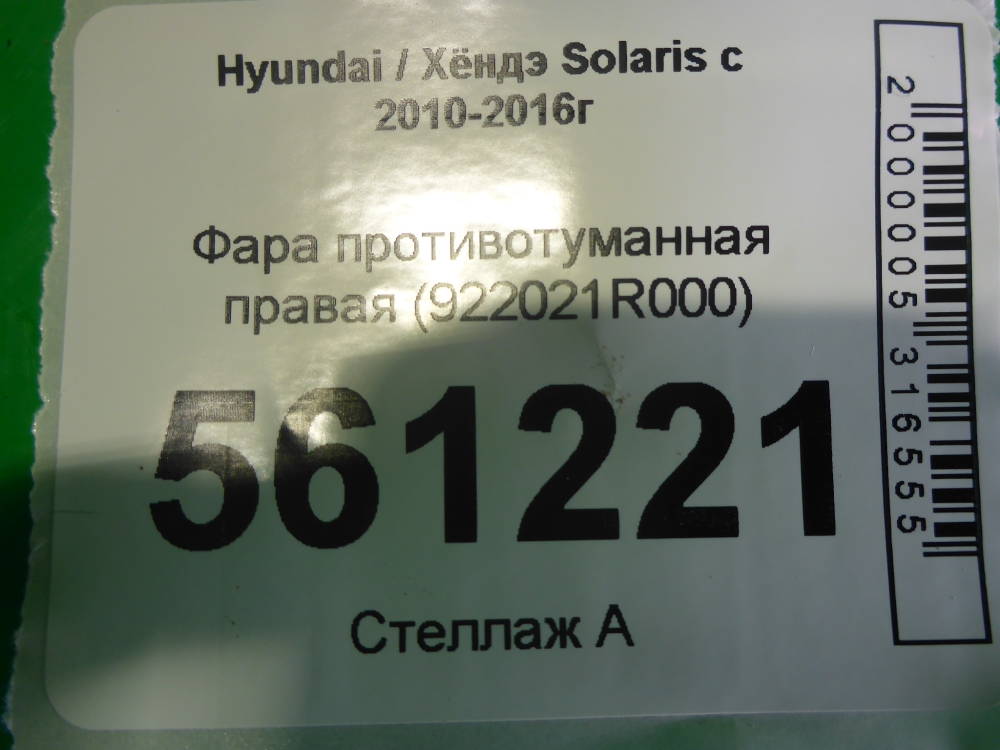 Hyundai / Хёндэ Solaris с
2010-2016г
Фара противотуманная
правая (922021R000)
561221
Стеллаж А
2000005316555